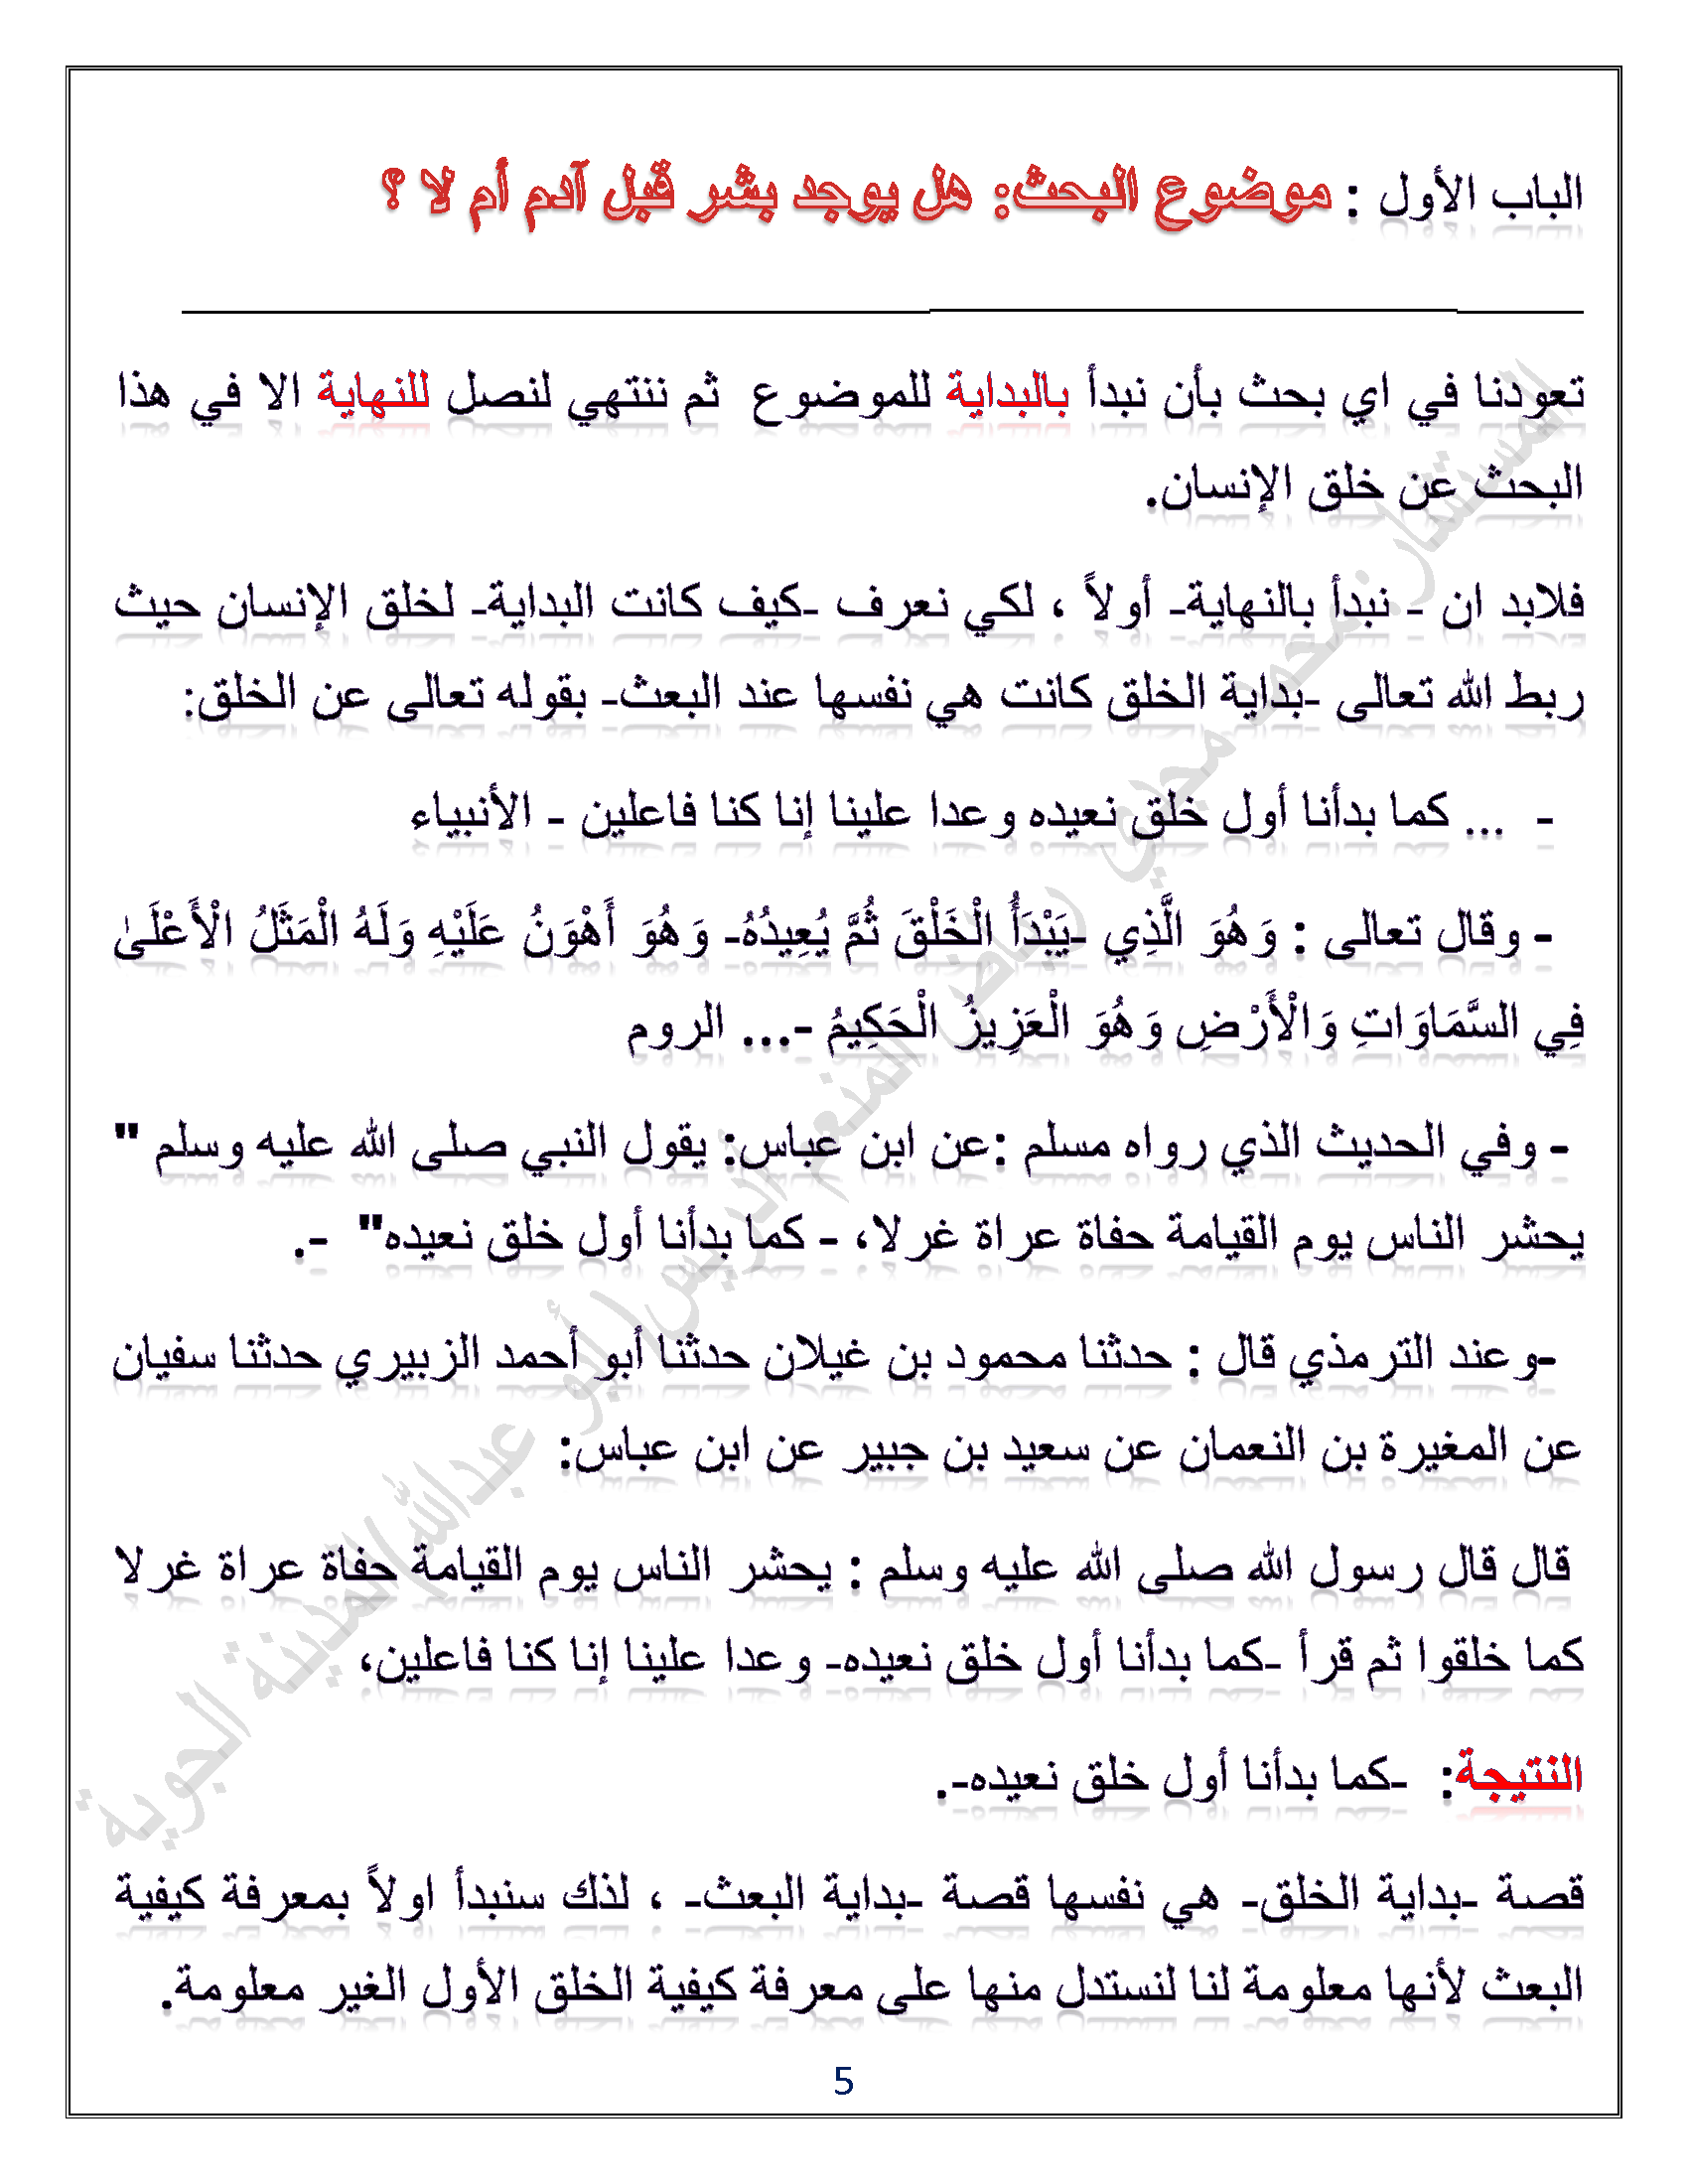 الباب الأول : موضوع البحث: هل يوجد بشر قبل آدم أم لا ؟
تعودنا في اي بحث بأن نبدأ بالبداية للموضوع ثم ننتهي لنصل للنهاية الا في هذا
البحث عن خلق الإنسان.
فلابد ان - نبدأ بالنهاية- أولاً ، لكي نعرف -كيف كانت البداية- لخلق الإنسان حيث
ربط الله تعالى -بداية الخلق كانت هي نفسها عند البعث- بقوله تعالى عن الخلق:
- ... كما بدأنا أول خلق نعيده وعدا علينا إنا كنا فاعلين - الأنبياء
- وقال تعالى : وَهُوَ الَّذِي -يَبْدَأُ الْخَلْقَ ثُمَّ يُعِيدُهُ- وَهُوَ أَهْوَنُ عَلَيْهِ وَلَهُ الْمَثَلُ الْأَعْلَىٰ
فِي السَّمَاوَاتِ وَالْأَرْضِ وَهُوَ الْعَزِيزُ الْحَكِيمُ -... الروم
- وفي الحديث الذي رواه مسلم :عن ابن عباس: يقول النبي صلى الله عليه وسلم "
يحشر الناس يوم القيامة حفاة عراة غرلا، - كما بدأنا أول خلق نعيده" -.
-وعند الترمذي قال : حدثنا محمود بن غيلان حدثنا أبو أحمد الزبيري حدثنا سفيان
عن المغيرة بن النعمان عن سعيد بن جبير عن ابن عباس:
قال قال رسول الله صلى الله عليه وسلم : يحشر الناس يوم القيامة حفاة عراة غرلا
كما خلقوا ثم قرأ -كما بدأنا أول خلق نعيده- وعدا علينا إنا كنا فاعلين،
النتيجة: -كما بدأنا أول خلق نعيده-.
قصة -بداية الخلق- هي نفسها قصة -بداية البعث- ، لذك سنبدأ اولاً بمعرفة كيفية
البعث لأنها معلومة لنا لنستدل منها على معرفة كيفية الخلق الأول الغير معلومة.
5
المستشار: محمد مجدي رياض المنعم الريس (أبو عبدالله) المدينة الجوية